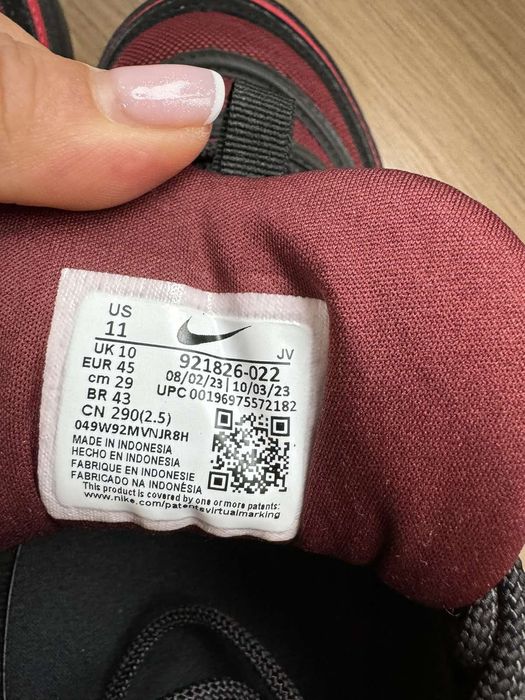 US
11
JV
UK 10
921826-022
EUR 45
08/02/23 | 10/03/23
cm 29
UPC 00196975572182
BR 43
CN 290(2.5)
049W92MVNJR8H
MADE IN INDONESIA
HECHO EN INDONESIA
FABRIQUE EN INDONESIE
FABRICADO NA INDONÈSIA
This product is covered by one or more patents:
www.nike.com/patentsvirtualmarking